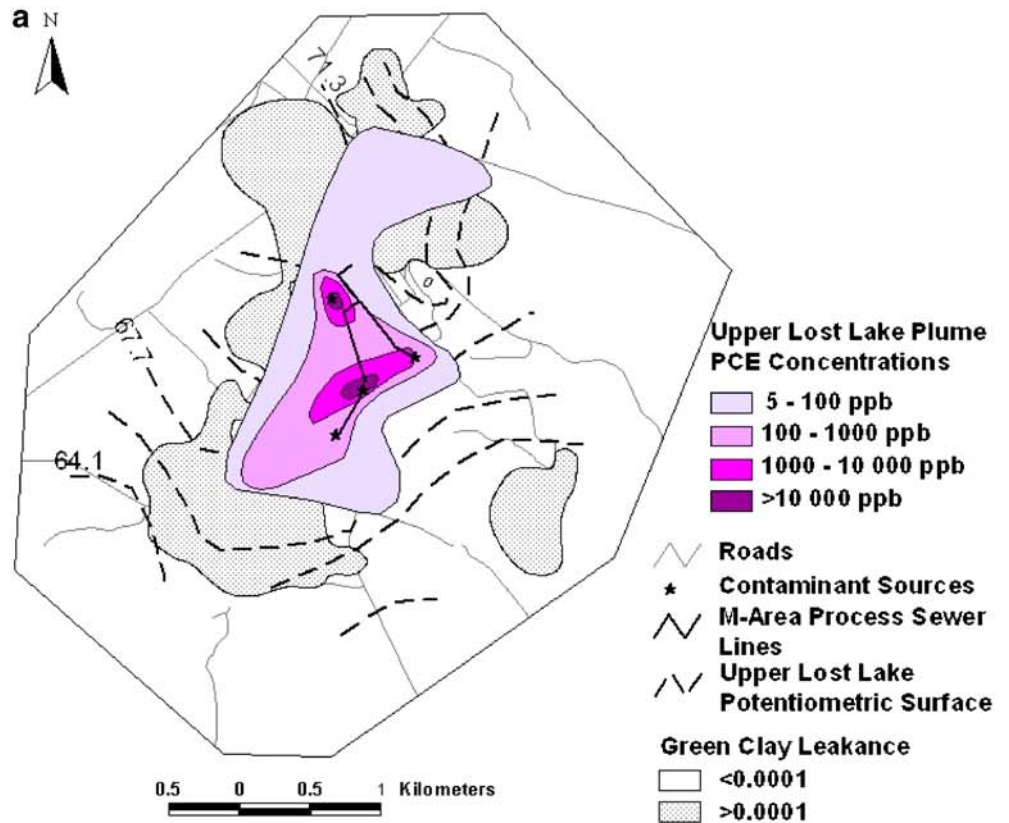 a
N
71.3
67.7
64.1
Upper Lost Lake Plume
PCE Concentrations
5 - 100 ppb
100 - 1000 ppb
1000 - 10 000 ppb
>10 000 ppb
Roads
Contaminant Sources
M-Area Process Sewer
Lines
Upper Lost Lake
Potentiometric Surface
Green Clay Leakance
<0.0001
>0.0001
0.5 0 0.5 1 Kilometers